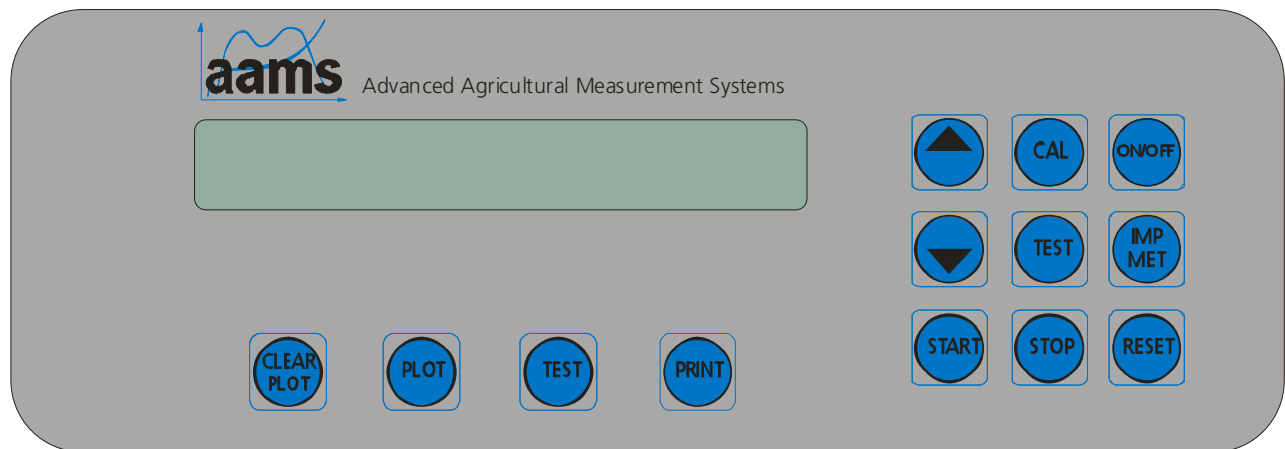 aams
Advanced Agricultural Measurement Systems
CAL
ON/OFF
TEST
IMP
MET
START
STOP
RESET
CLEAR
PLOT
PLOT
TEST
PRINT